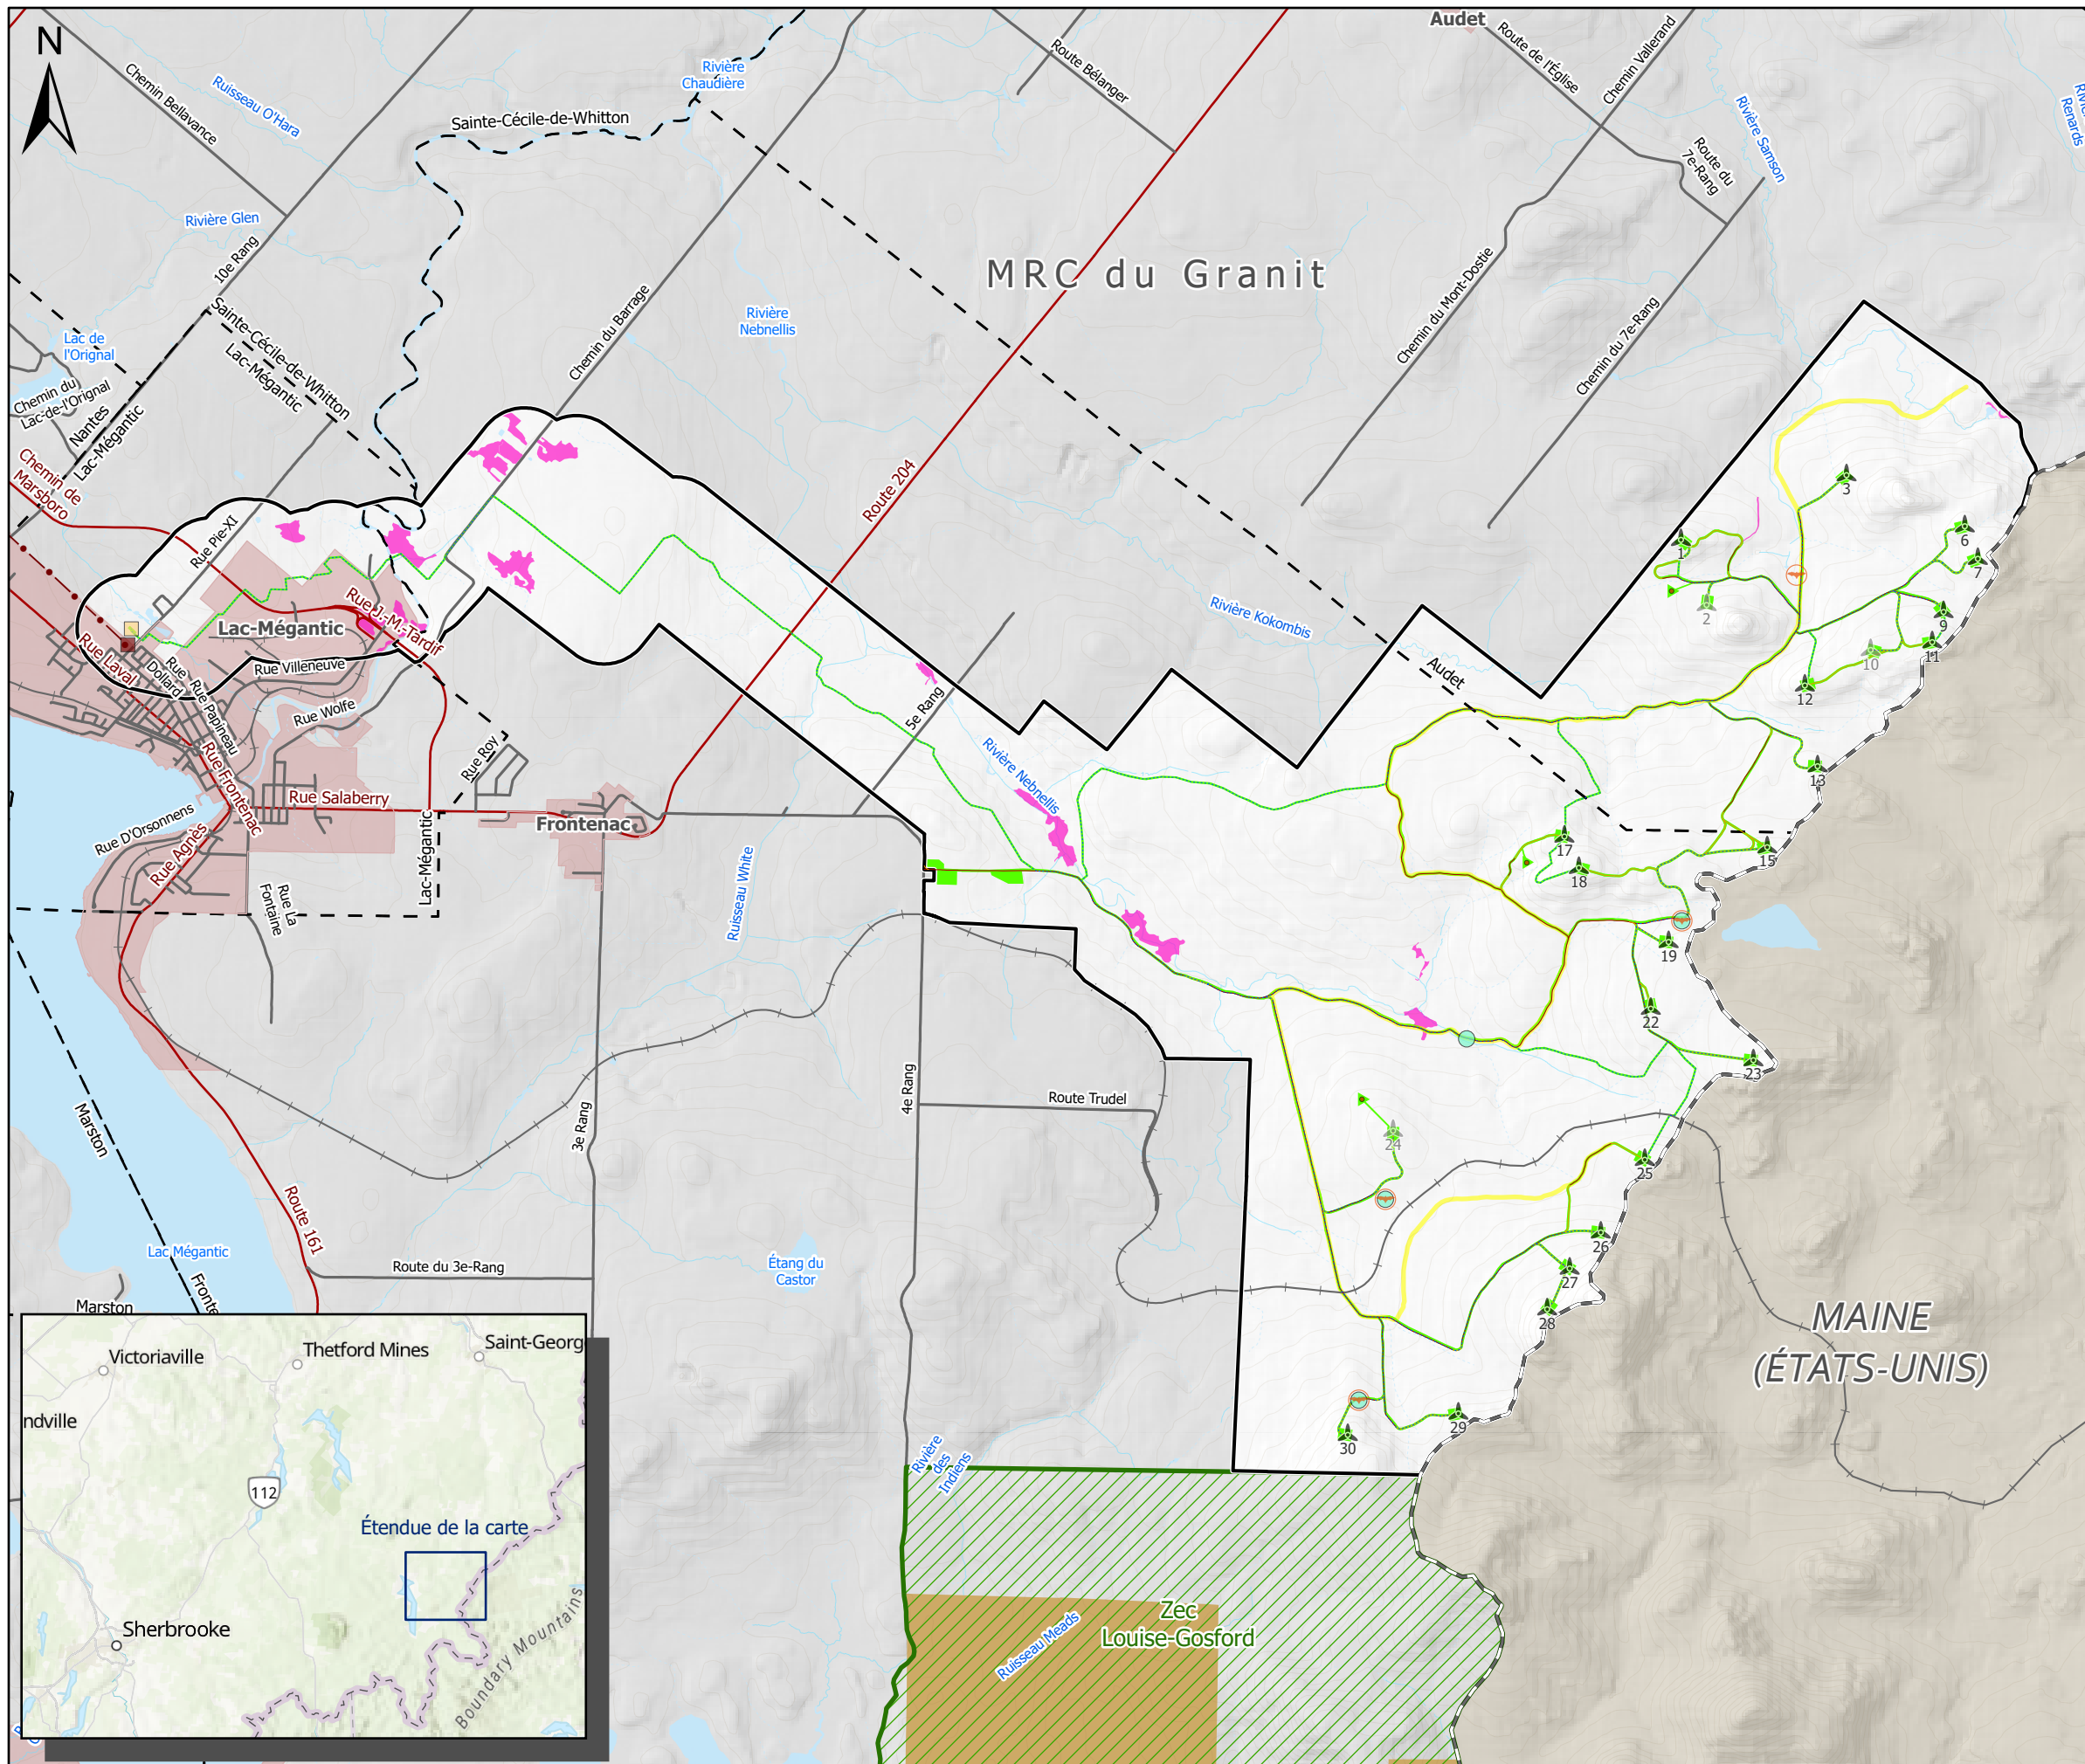 N
Audet
Route de l'Église
Chemin Vallerand
Route Bélanger
Rivière
Chaudière
Chemin Bellavance
Ruisseau O'Hara
Sainte-Cécile-de-Whitton
Rivière Samson
Renards
Route du
7e-Rang
Rivière Glen
10e Rang
MRC du Granit
Chemin du Mont-Dostie
Chemin du 7e-Rang
Chemin du Barrage
Rivière
Nebnellis
Sainte-Cécile-de-Whitton
Lac-Mégantic
Lac de
l'Orignal
Chemin du
Lac-de-l'Orignal
Nantes
Lac-Mégantic
Chemin de
Marsboro
Rue Pie-XI
Route 204
3
1
6
7
2
9
10
11
12
13
15
17
18
19
22
23
24
25
26
27
28
29
30
Rivière Kokombis
Audet
Rue J.-M.-Tardif
Lac-Mégantic
Rue Laval
Rue
Dollard
Rue Papineau
Rue Villeneuve
Rue Wolfe
Rue Frontenac
Rue Roy
5e Rang
Rivière Nebnellis
Rue Salaberry
Frontenac
Rue D'Orsonnens
Rue Agnès
Lac-Mégantic
Rue La
Fontaine
Ruisseau White
Marston
4e Rang
3e Rang
Route Trudel
Route 161
Lac Mégantic
Route du 3e-Rang
Étang du
Castor
Marston
MAINE
(ÉTATS-UNIS)
Rivière
des
Indiens
Zec
Louise-Gosford
Ruisseau Meads
Victoriaville
Thetford Mines
Saint-Georg
ndville
112
Étendue de la carte
Sherbrooke
Boundary Mountains